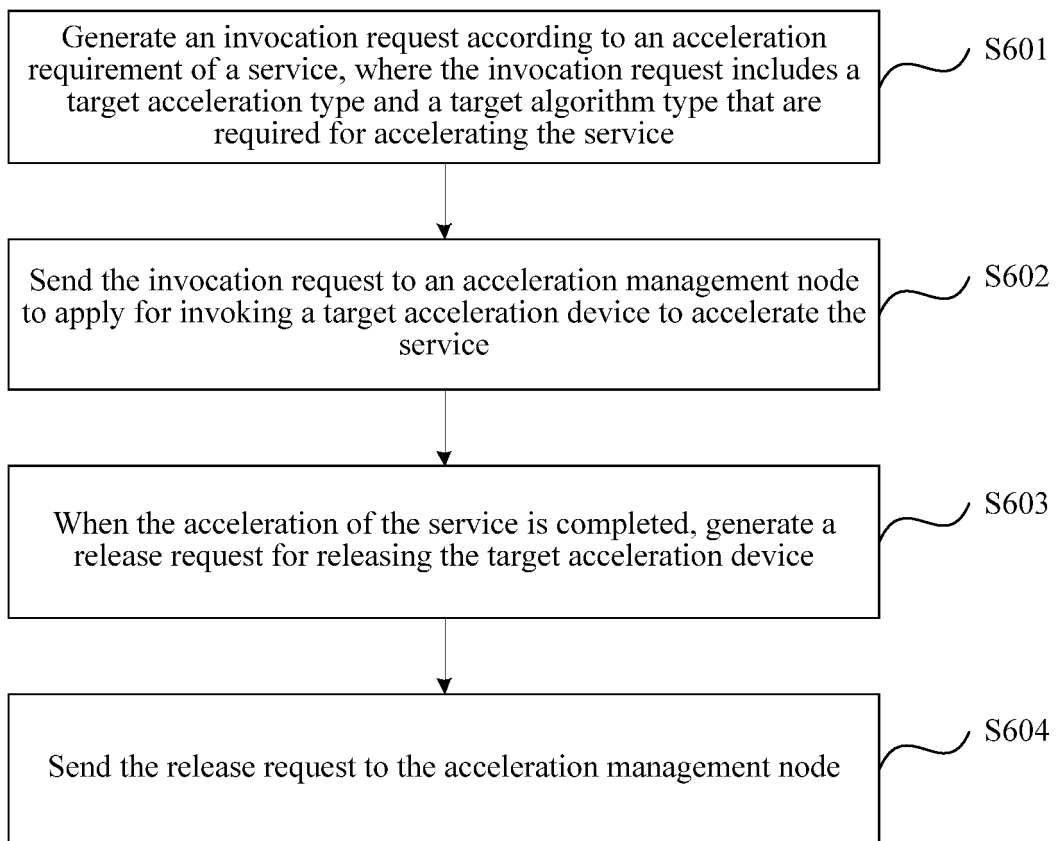 Generate an invocation request according to an acceleration
requirement of a service, where the invocation request includes a
target acceleration type and a target algorithm type that are
required for accelerating the service
S601
Send the invocation request to an acceleration management node
to apply for invoking a target acceleration device to accelerate the
service
S602
When the acceleration of the service is completed, generate a
release request for releasing the target acceleration device
S603
Send the release request to the acceleration management node
S604